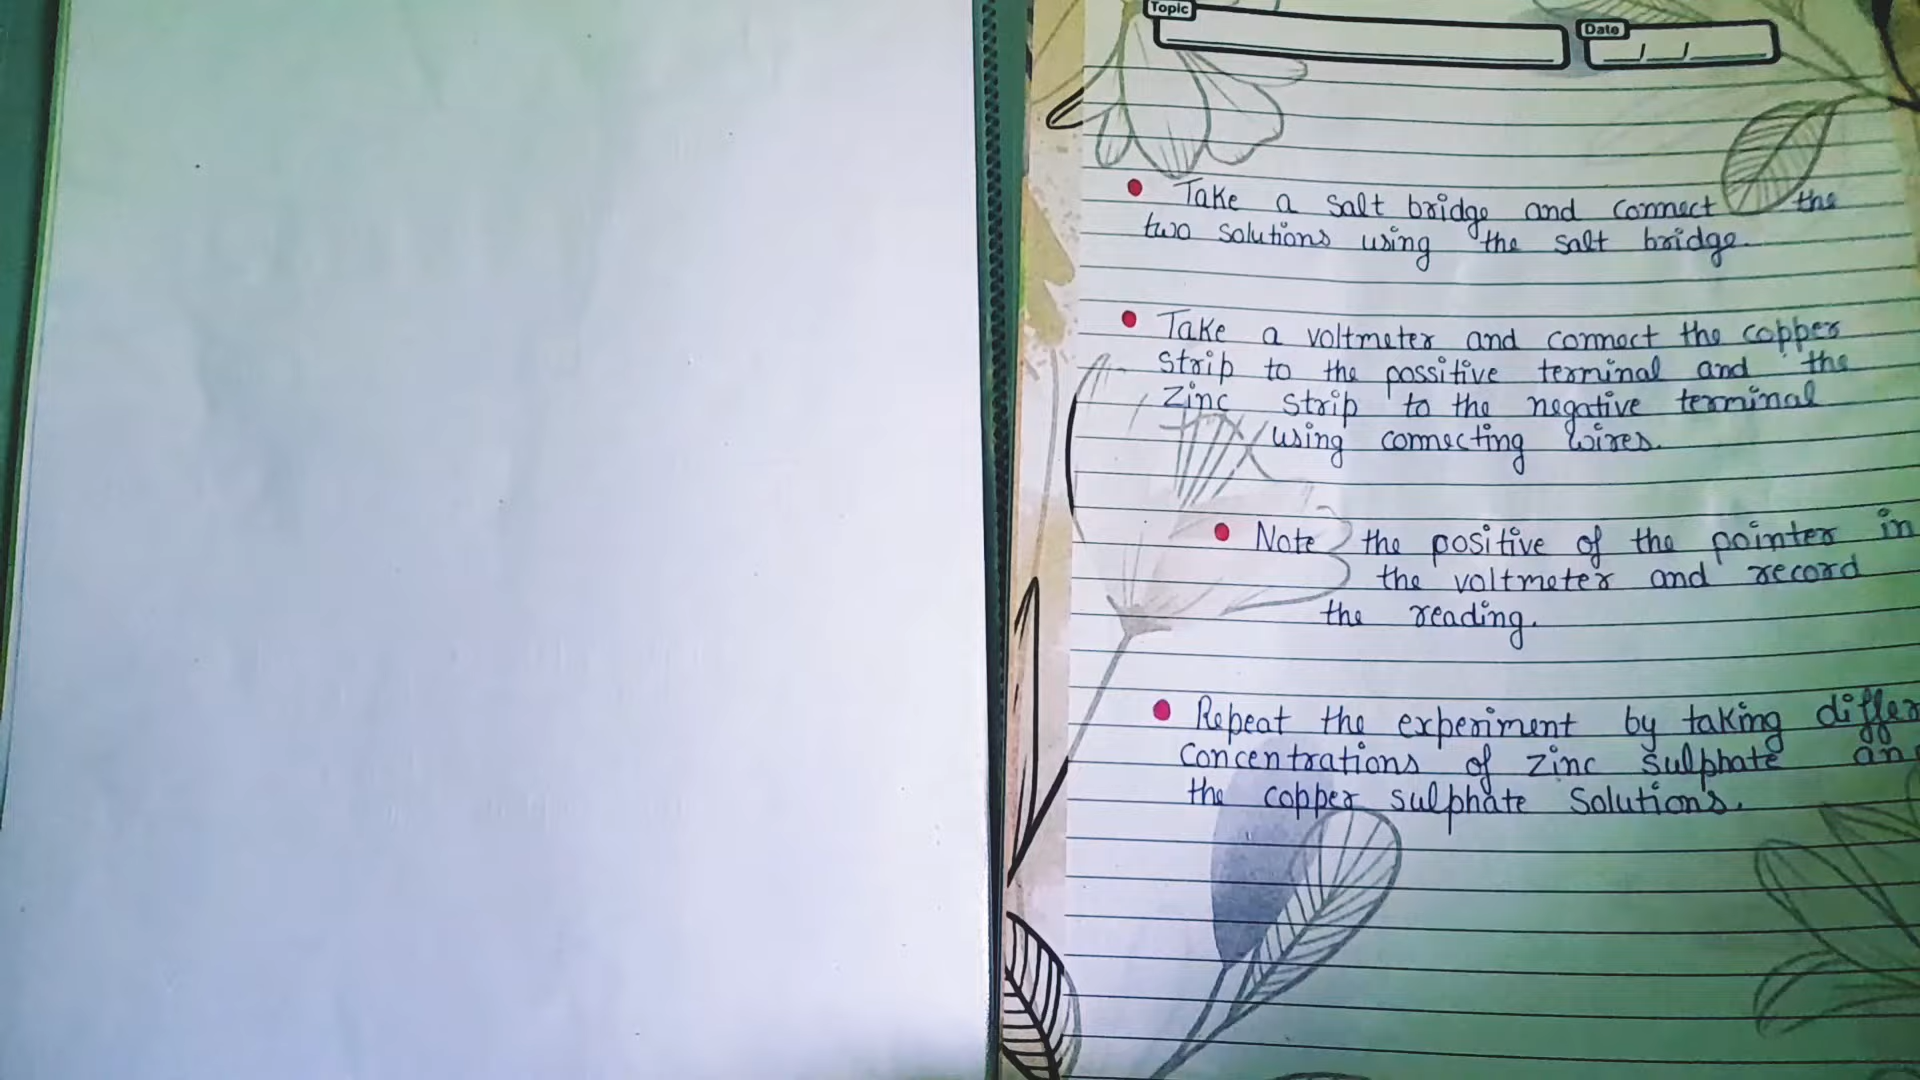 Topic
Date
Take a salt bridge and connect the
two solutions using the salt bridge.
Take a voltmeter and connect the copper
strip to the possitive terminal and the
Zinc strip to the negative terminal
using connecting wires.
Note the positive of the pointer in
the voltmeter and record
the reading.
Repeat the experiment by taking differ
concentrations of zinc sulphate an
the copper sulphate solutions.